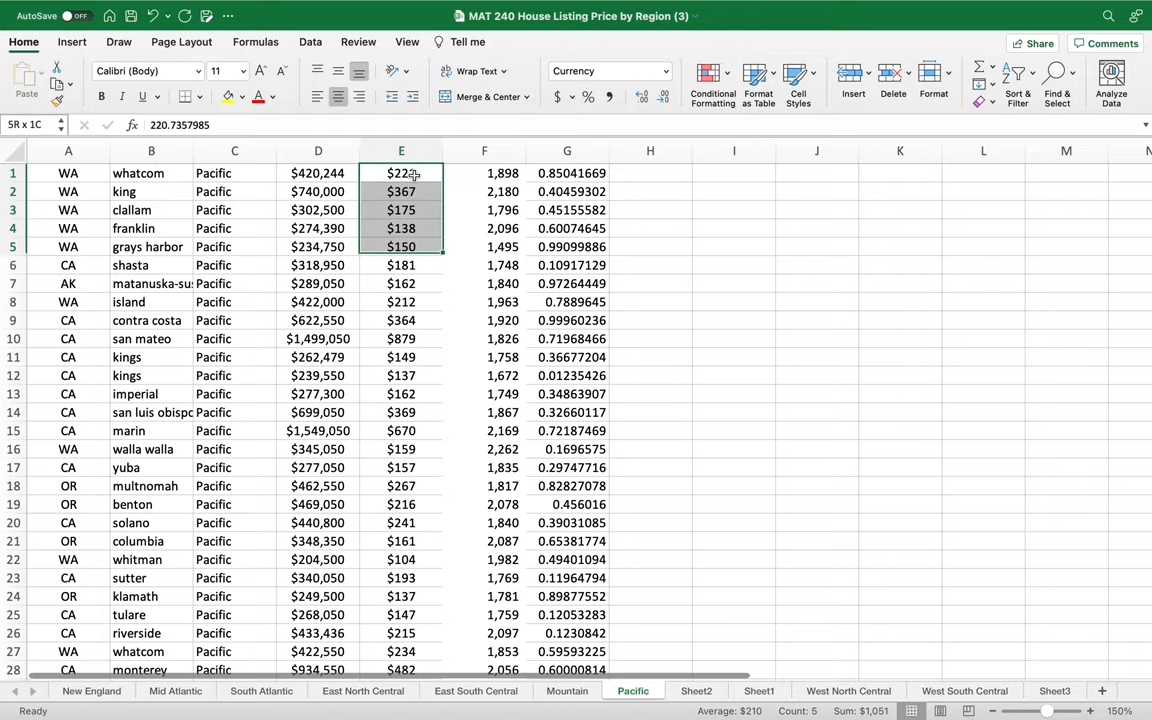 AutoSave OFF MAT 240 House Listing Price by Region (3)
Home Insert Draw Page Layout Formulas Data Review View Tell me Share Comments
Paste Calibri (Body) 11 A A Wrap Text Currency Conditional Formatting Format as Table Cell Styles Insert Delete Format Sort & Filter Find & Select Analyze Data
B I U A Merge & Center $ % 9
5R x 1C fx 220.7357985
A B C D E F G H I J K L M N
1 WA whatcom Pacific $420,244 1,898 0.85041669
2 WA king Pacific $740,000 $367 2,180 0.40459302
3 WA clallam Pacific $302,500 $175 1,796 0.45155582
4 WA franklin Pacific $274,390 $138 2,096 0.60074645
5 WA grays harbor Pacific $234,750 $150 1,495 0.99099886
6 CA shasta Pacific $318,950 $181 1,748 0.10917129
7 AK matanuska-su Pacific $289,050 $162 1,840 0.97264449
8 WA island Pacific $422,000 $212 1,963 0.7889645
9 CA contra costa Pacific $622,550 $364 1,920 0.99960236
10 CA san mateo Pacific $1,499,050 $879 1,826 0.71968466
11 CA kings Pacific $262,479 $149 1,758 0.36677204
12 CA kings Pacific $239,550 $137 1,672 0.01235426
13 CA imperial Pacific $277,300 $162 1,749 0.34863907
14 CA san luis obispo Pacific $699,050 $369 1,867 0.32660117
15 CA marin Pacific $1,549,050 $670 2,169 0.72187469
16 WA walla walla Pacific $345,050 $159 2,262 0.1696575
17 CA yuba Pacific $277,050 $157 1,835 0.29747716
18 OR multnomah Pacific $462,550 $267 1,817 0.82827078
19 OR benton Pacific $469,050 $216 2,078 0.456016
20 CA solano Pacific $440,800 $241 1,840 0.39031085
21 OR columbia Pacific $348,350 $161 2,087 0.65381774
22 WA whitman Pacific $204,500 $104 1,982 0.49401094
23 CA sutter Pacific $340,050 $193 1,769 0.11964794
24 OR klamath Pacific $249,500 $137 1,781 0.89877552
25 CA tulare Pacific $268,050 $147 1,759 0.12053283
26 CA riverside Pacific $433,436 $215 2,097 0.1230842
27 WA whatcom Pacific $422,550 $234 1,853 0.59593225
28 CA monterey Pacific $934,550 $482 2,056 0.60000814
New England Mid Atlantic South Atlantic East North Central East South Central Mountain Pacific Sheet2 Sheet1 West North Central West South Central Sheet3 +
Ready Average: $210 Count: 5 Sum: $1,051 150%